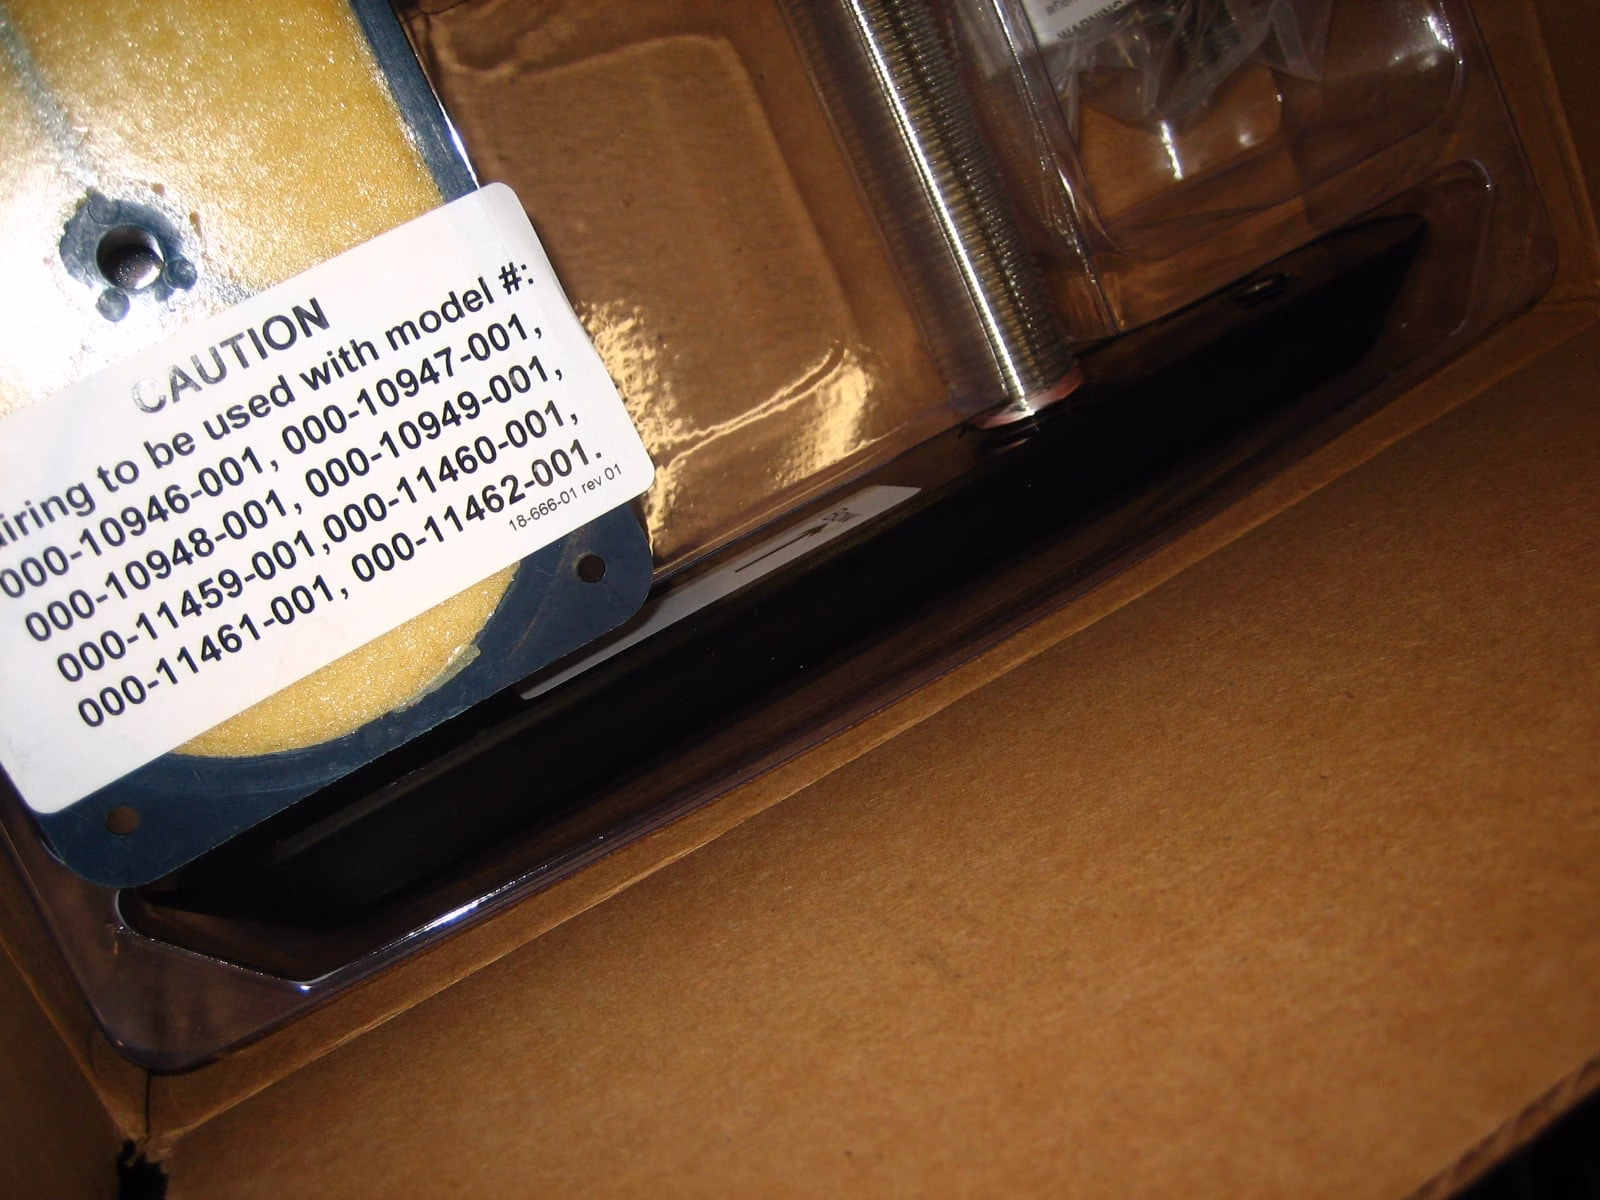 CAUTION
to be used with model #:
000-10946-001, 000-10947-001,
000-10948-001, 000-10949-001,
000-11459-001,000-11460-001,
000-11461-001, 000-11462-001.
18-666-01 rev 01
WARNING